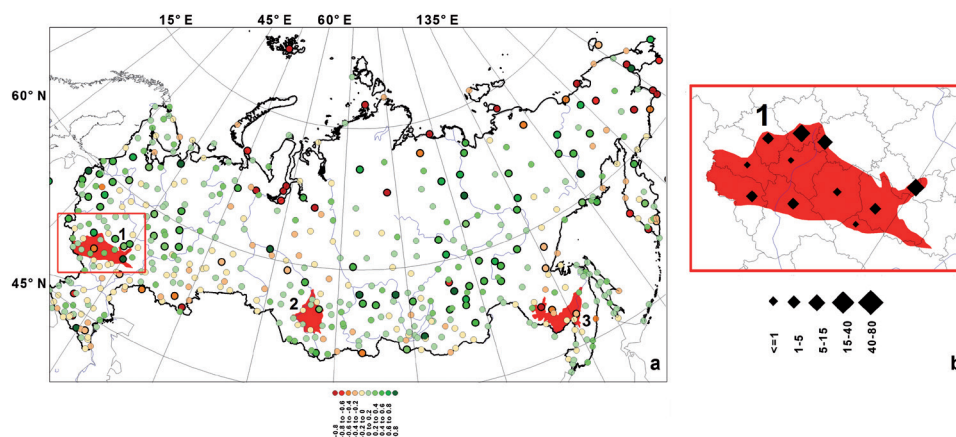 15° E 45° E 60° E 135° E
60° N
45° N
1
2
3
a
-0.8
-0.8 to -0.6
-0.6 to -0.4
-0.4 to -0.2
-0.2 to 0
0 to 0.2
0.2 to 0.4
0.4 to 0.6
0.6 to 0.8
0.8
1
<=1
1-5
5-15
15-40
40-80
b